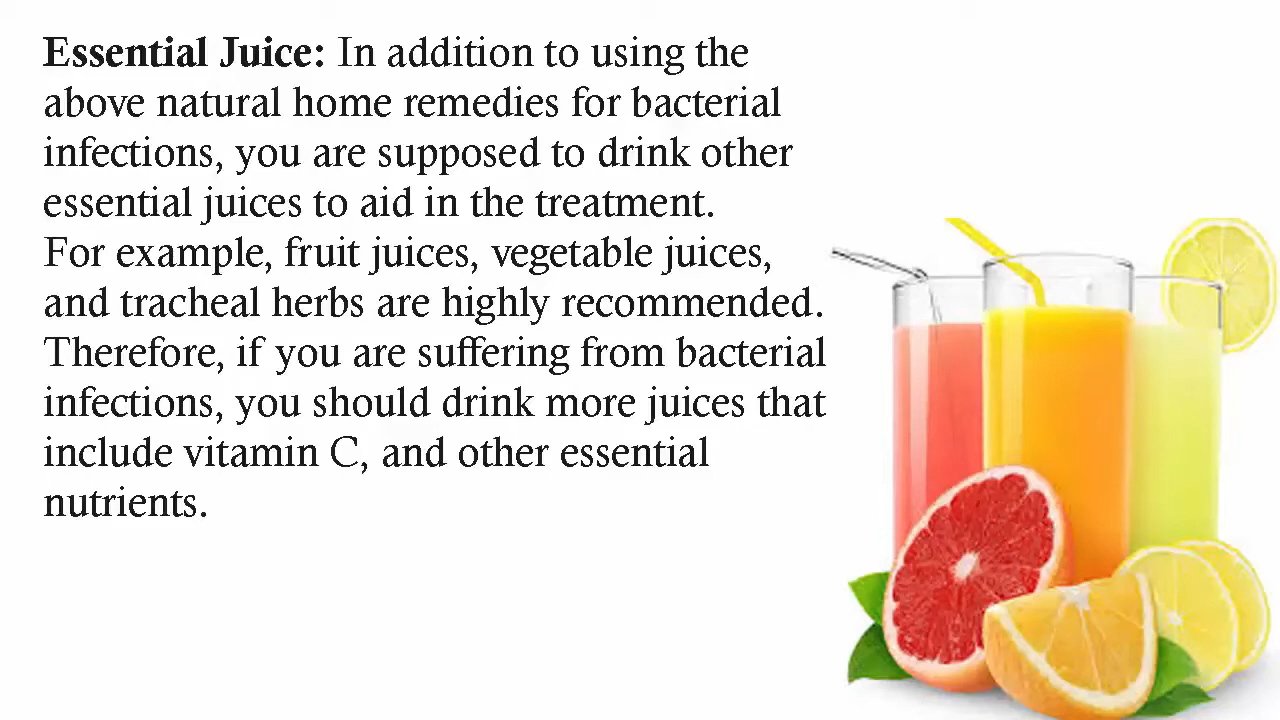 Essential Juice: In addition to using the
above natural home remedies for bacterial
infections, you are supposed to drink other
essential juices to aid in the treatment.
For example, fruit juices, vegetable juices,
and tracheal herbs are highly recommended.
Therefore, if you are suffering from bacterial
infections, you should drink more juices that
include vitamin C, and other essential
nutrients.